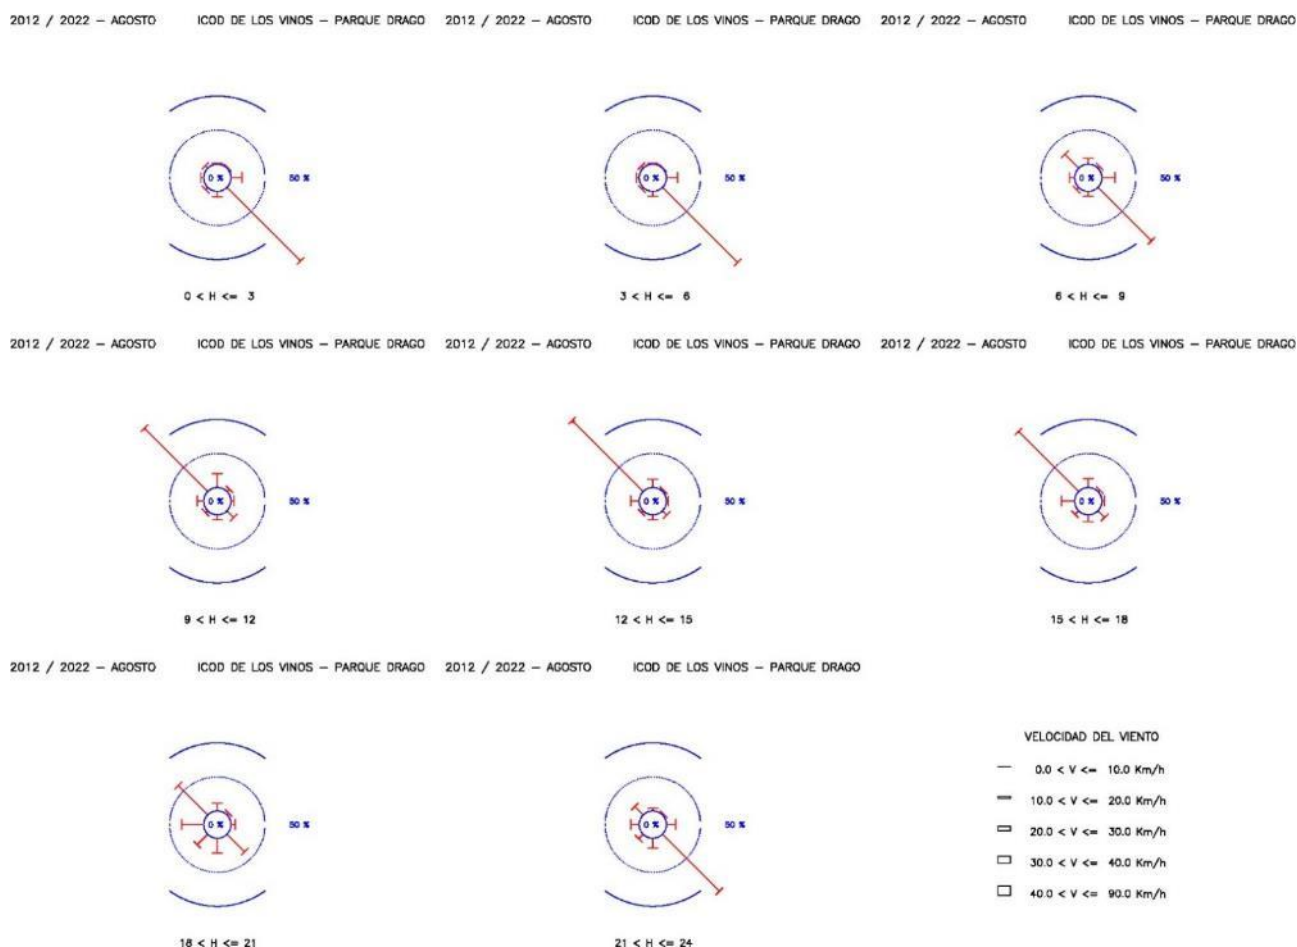 2012 / 2022 – AGOSTO ICOD DE LOS VINOS – PARQUE DRAGO
0 %
50 %
0 < H <= 3
2012 / 2022 – AGOSTO ICOD DE LOS VINOS – PARQUE DRAGO
0 %
50 %
3 < H <= 6
2012 / 2022 – AGOSTO ICOD DE LOS VINOS – PARQUE DRAGO
0 %
50 %
6 < H <= 9
2012 / 2022 – AGOSTO ICOD DE LOS VINOS – PARQUE DRAGO
0 %
50 %
9 < H <= 12
2012 / 2022 – AGOSTO ICOD DE LOS VINOS – PARQUE DRAGO
0 %
50 %
12 < H <= 15
2012 / 2022 – AGOSTO ICOD DE LOS VINOS – PARQUE DRAGO
0 %
50 %
15 < H <= 18
2012 / 2022 – AGOSTO ICOD DE LOS VINOS – PARQUE DRAGO
0 %
50 %
18 < H <= 21
2012 / 2022 – AGOSTO ICOD DE LOS VINOS – PARQUE DRAGO
0 %
50 %
21 < H <= 24
VELOCIDAD DEL VIENTO
0.0 < V <= 10.0 Km/h
10.0 < V <= 20.0 Km/h
20.0 < V <= 30.0 Km/h
30.0 < V <= 40.0 Km/h
40.0 < V <= 90.0 Km/h